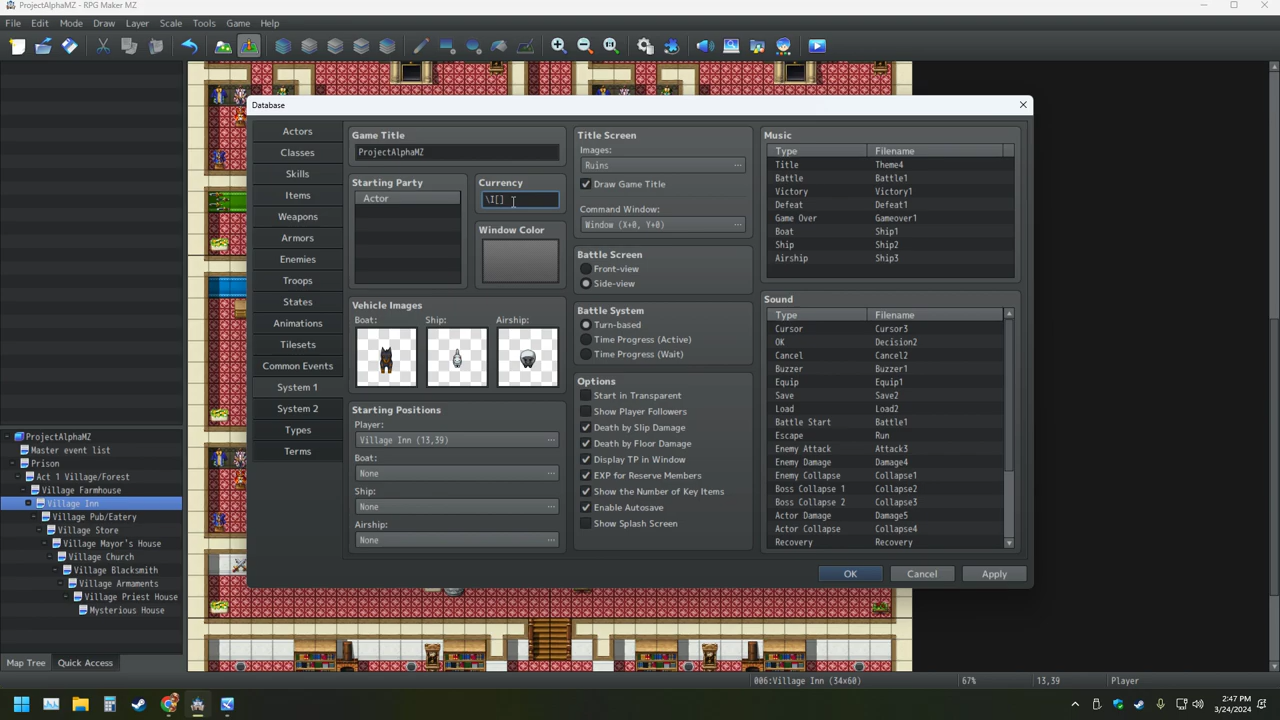 ProjectAlphaMZ - RPG Maker MZ
File Edit Mode Draw Layer Scale Tools Game Help
Database
Actors
Classes
Skills
Items
Weapons
Armors
Enemies
Troops
States
Animations
Tilesets
Common Events
System 1
System 2
Types
Terms
Game Title
ProjectAlphaMZ
Starting Party
Actor
Currency
\I[]
Window Color
Vehicle Images
Boat: Ship: Airship:
Starting Positions
Player:
Village Inn (13,39) ...
Boat:
None ...
Ship:
None ...
Airship:
None ...
Title Screen
Images:
Ruins ...
Draw Game Title
Command Window:
Window (X+0, Y+0) ...
Battle Screen
Front-view
Side-view
Battle System
Turn-based
Time Progress (Active)
Time Progress (Wait)
Options
Start in Transparent
Show Player Followers
Death by Slip Damage
Death by Floor Damage
Display TP in Window
EXP for Reserve Members
Show the Number of Key Items
Enable Autosave
Show Splash Screen
Music
Type Filename
Title Theme4
Battle Battle1
Victory Victory1
Defeat Defeat1
Game Over Gameover1
Boat Ship1
Ship Ship2
Airship Ship3
Sound
Type Filename
Cursor Cursor3
OK Decision2
Cancel Cancel2
Buzzer Buzzer1
Equip Equip1
Save Save2
Load Load2
Battle Start Battle1
Escape Run
Enemy Attack Attack3
Enemy Damage Damage4
Enemy Collapse Collapse1
Boss Collapse 1 Collapse2
Boss Collapse 2 Collapse3
Actor Damage Damage5
Actor Collapse Collapse4
Recovery Recovery
OK Cancel Apply
ProjectAlphaMZ
Master event list
Prison
Act 1 Village/Forest
Village Farmhouse
Village Inn
Village Pub/Eatery
Village Store
Village Mayor's House
Village Church
Village Blacksmith
Village Armaments
Village Priest House
Mysterious House
Map Tree Quick Access
006:Village Inn (34x60) 67% 13,39 Player
2:47 PM
3/24/2024